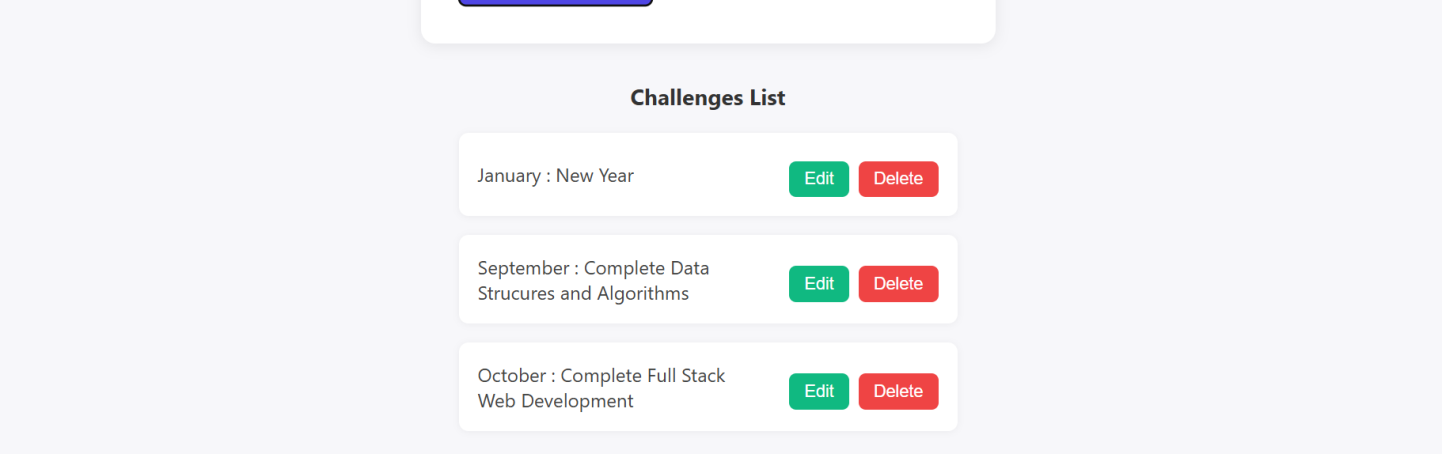 Challenges List
January : New Year
Edit Delete
September : Complete Data
Strucures and Algorithms
Edit Delete
October : Complete Full Stack
Web Development
Edit Delete